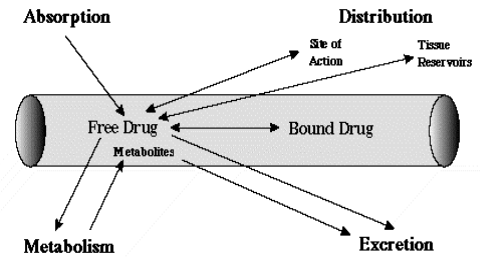 Absorption
Distribution
Site of
Action
Tissue
Reservoirs
Free Drug
Bound Drug
Metabolites
Metabolism
Excretion